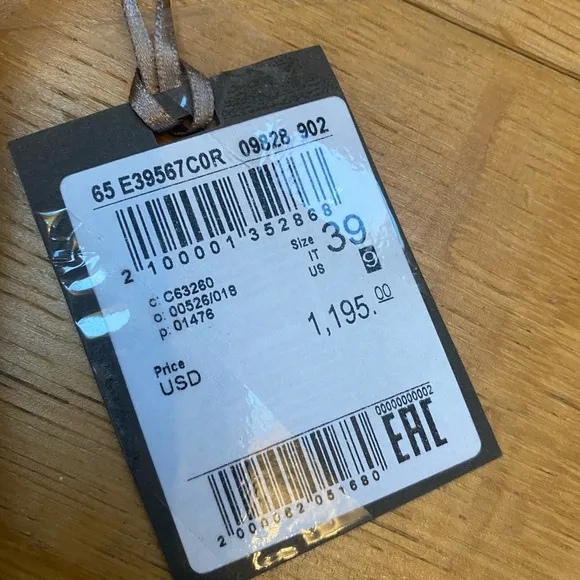 65 E39567C0R 09828 902
2 100001 352868
Size
IT 39
US 9
c: C63260
o: 00526/018
p: 01476
Price
USD 1,195.00
00000000002
EAC
2 000062 051680